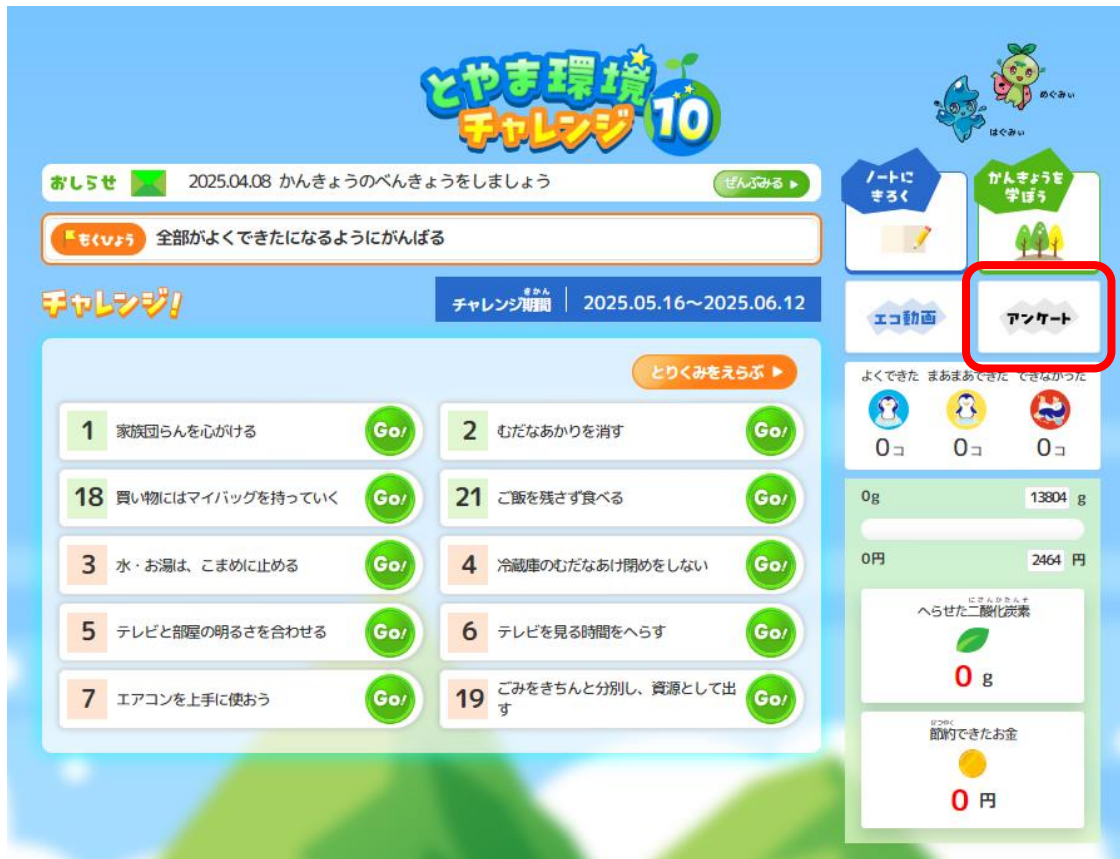 とやま環境
チャレンジ10
めぐみぃ
はぐみぃ
おしらせ 2025.04.08 かんきょうのべんきょうをしましょう ぜんぶみる
もくひょう 全部がよくできたになるようにがんばる
ノートに
きろく
かんきょうを
学ぼう
エコ動画
アンケート
チャレンジ!
きかん
チャレンジ期間 2025.05.16~2025.06.12
とりくみをえらぶ
1 家族団らんを心がける Go!
2 むだなあかりを消す Go!
18 買い物にはマイバッグを持っていく Go!
21 ご飯を残さず食べる Go!
3 水・お湯は、こまめに止める Go!
4 冷蔵庫のむだなあけ閉めをしない Go!
5 テレビと部屋の明るさを合わせる Go!
6 テレビを見る時間をへらす Go!
7 エアコンを上手に使おう Go!
19 ごみをきちんと分別し、資源として出
す Go!
よくできた まあまあできた できなかった
0コ 0コ 0コ
0g 13804 g
0円 2464 円
にさんかたんそ
へらせた二酸化炭素
0 g
せつやく
節約できたお金
0 円